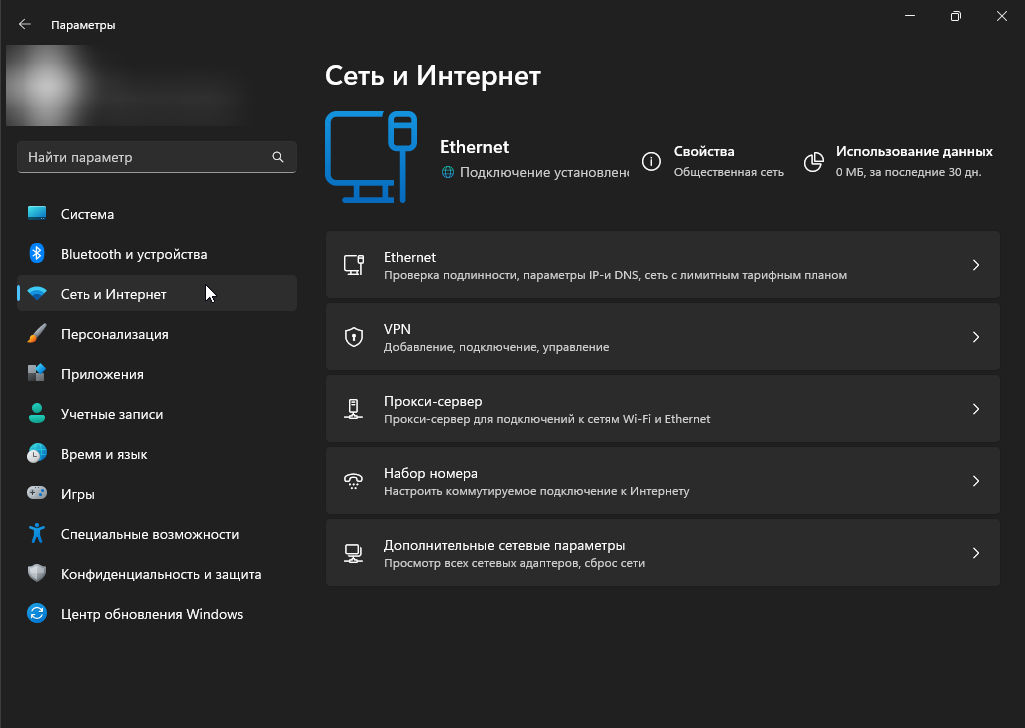 Параметры
Найти параметр
Система
Bluetooth и устройства
Сеть и Интернет
Персонализация
Приложения
Учетные записи
Время и язык
Игры
Специальные возможности
Конфиденциальность и защита
Центр обновления Windows
Сеть и Интернет
Ethernet
Подключение установлен
Свойства
Общественная сеть
Использование данных
0 МБ, за последние 30 дн.
Ethernet
Проверка подлинности, параметры IP-и DNS, сеть с лимитным тарифным планом
VPN
Добавление, подключение, управление
Прокси-сервер
Прокси-сервер для подключений к сетям Wi-Fi и Ethernet
Набор номера
Настроить коммутируемое подключение к Интернету
Дополнительные сетевые параметры
Просмотр всех сетевых адаптеров, сброс сети